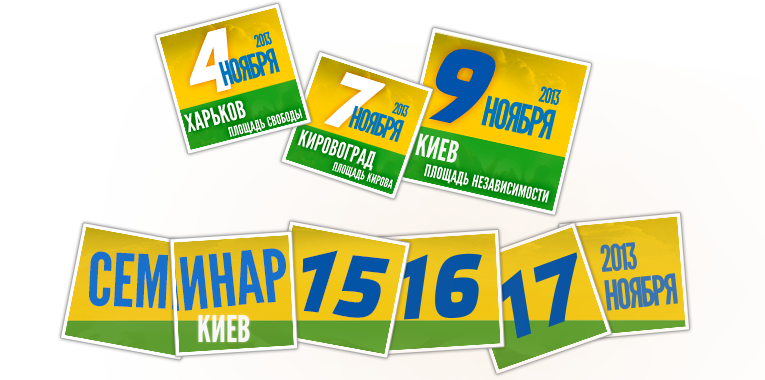 4 НОЯБРЯ 2013
ХАРЬКОВ
ПЛОЩАДЬ СВОБОДЫ
7 НОЯБРЯ 2013
КИРОВОГРАД
ПЛОЩАДЬ КИРОВА
9 НОЯБРЯ 2013
КИЕВ
ПЛОЩАДЬ НЕЗАВИСИМОСТИ
СЕМИНАР 15 16 17 2013 НОЯБРЯ
КИЕВ